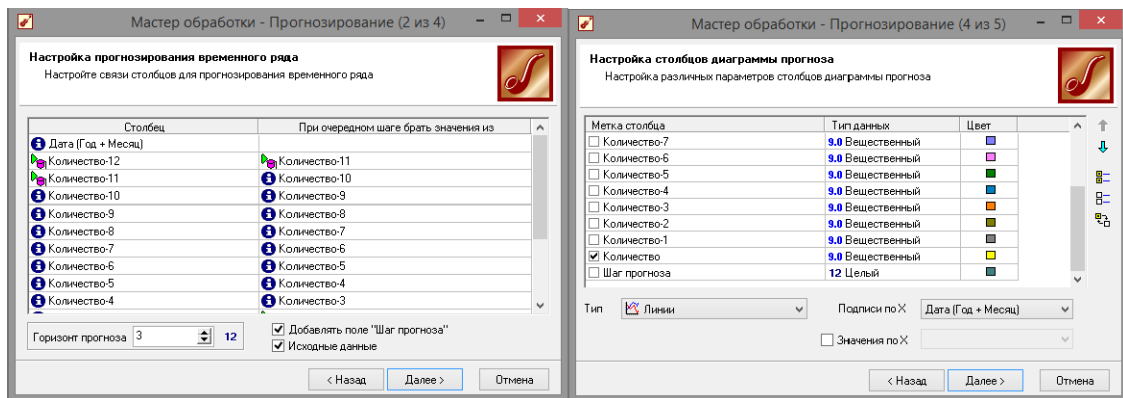 Мастер обработки - Прогнозирование (2 из 4)
Настройка прогнозирования временного ряда
Настройте связи столбцов для прогнозирования временного ряда
Столбец При очередном шаге брать значения из
Дата (Год + Месяц)
Количество-12 Количество-11
Количество-11 Количество-10
Количество-10 Количество-9
Количество-9 Количество-8
Количество-8 Количество-7
Количество-7 Количество-6
Количество-6 Количество-5
Количество-5 Количество-4
Количество-4 Количество-3
Горизонт прогноза 3 12
Добавлять поле "Шаг прогноза"
Исходные данные
< Назад Далее > Отмена
Мастер обработки - Прогнозирование (4 из 5)
Настройка столбцов диаграммы прогноза
Настройка различных параметров столбцов диаграммы прогноза
Метка столбца Тип данных Цвет
Количество-7 9.0 Вещественный
Количество-6 9.0 Вещественный
Количество-5 9.0 Вещественный
Количество-4 9.0 Вещественный
Количество-3 9.0 Вещественный
Количество-2 9.0 Вещественный
Количество-1 9.0 Вещественный
Количество 9.0 Вещественный
Шаг прогноза 12 Целый
Тип Линии Подписи по X Дата (Год + Месяц)
Значения по X
< Назад Далее > Отмена